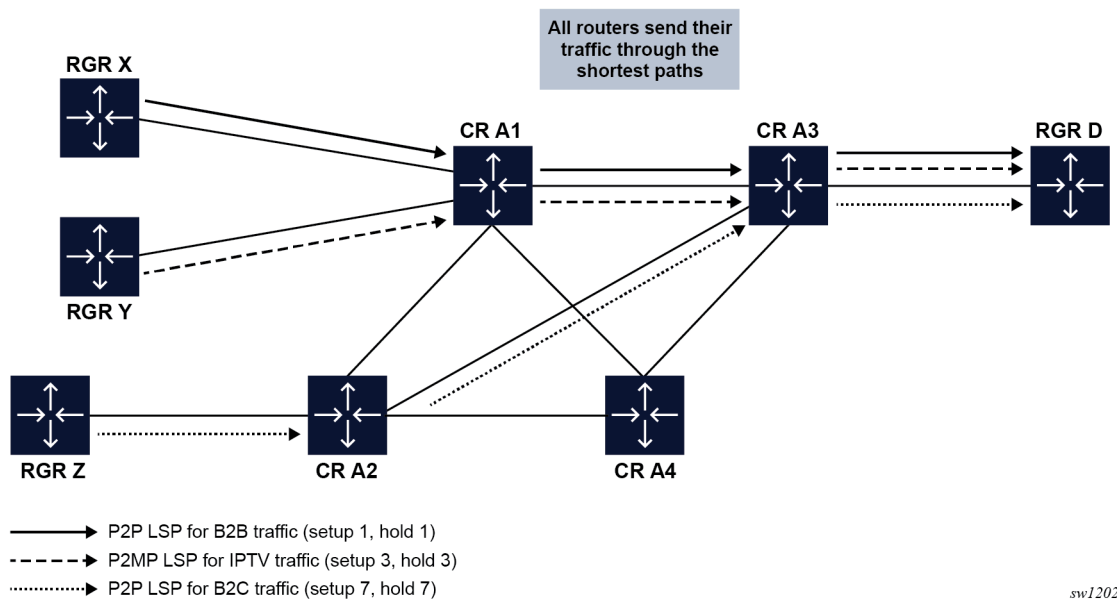 All routers send their
traffic through the
shortest paths
RGR X
CR A1
CR A3
RGR D
RGR Y
RGR Z
CR A2
CR A4
P2P LSP for B2B traffic (setup 1, hold 1)
P2MP LSP for IPTV traffic (setup 3, hold 3)
P2P LSP for B2C traffic (setup 7, hold 7)
sw1202